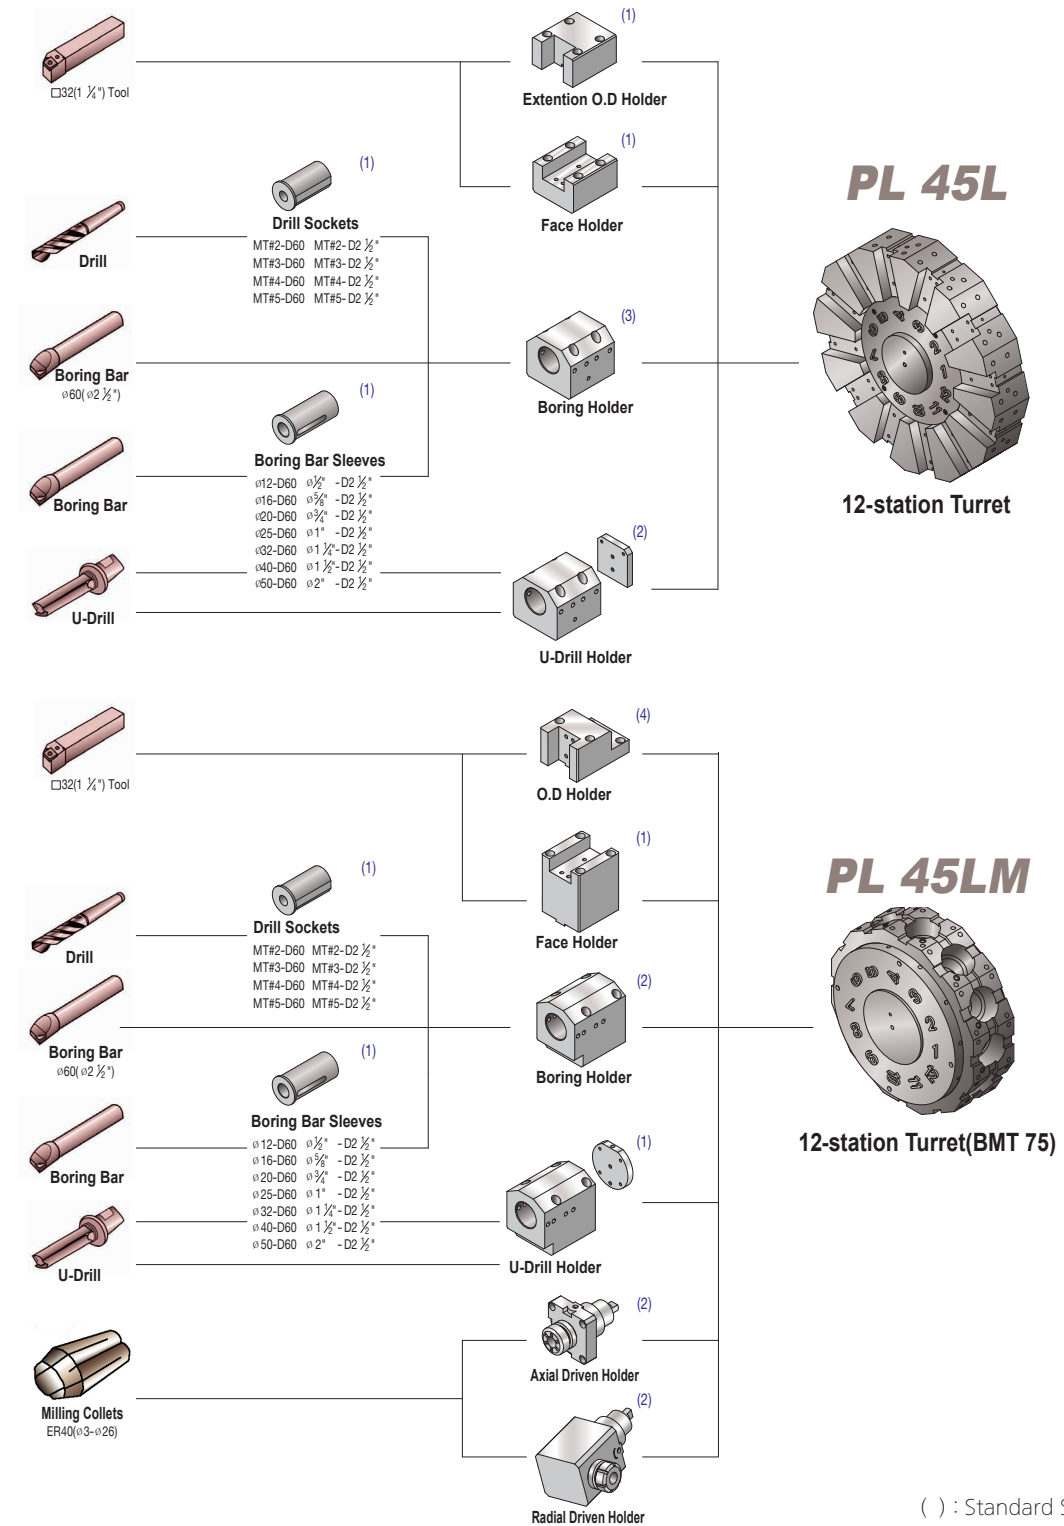 (1)
□32(1 ¼") Tool
Extention O.D Holder
(1)
Face Holder
PL 45L
(1)
Drill Sockets
MT#2-D60 MT#2- D2 ½"
MT#3-D60 MT#3- D2 ½"
MT#4-D60 MT#4- D2 ½"
MT#5-D60 MT#5- D2 ½"
Drill
(3)
Boring Bar
ø60(ø2 ½")
Boring Holder
(1)
Boring Bar Sleeves
ø12-D60 ø½" -D2 ½"
ø16-D60 ø⅝" -D2 ½"
ø20-D60 ø¾" -D2 ½"
ø25-D60 ø1" -D2 ½"
ø32-D60 ø1 ¼"-D2 ½"
ø40-D60 ø1 ½"-D2 ½"
ø50-D60 ø2" -D2 ½"
Boring Bar
12-station Turret
(2)
U-Drill
U-Drill Holder
(4)
□32(1 ¼") Tool
O.D Holder
(1)
Face Holder
PL 45LM
(1)
Drill Sockets
MT#2-D60 MT#2-D2 ½"
MT#3-D60 MT#3-D2 ½"
MT#4-D60 MT#4-D2 ½"
MT#5-D60 MT#5-D2 ½"
Drill
(2)
Boring Bar
ø60(ø2 ½")
Boring Holder
(1)
Boring Bar Sleeves
ø12-D60 ø½" -D2 ½"
ø16-D60 ø⅝" -D2 ½"
ø20-D60 ø¾" -D2 ½"
ø25-D60 ø1" -D2 ½"
ø32-D60 ø1 ¼"-D2 ½"
ø40-D60 ø1 ½"-D2 ½"
ø50-D60 ø2" -D2 ½"
Boring Bar
12-station Turret(BMT 75)
(1)
U-Drill
U-Drill Holder
(2)
Axial Driven Holder
Milling Collets
ER40(ø3-ø26)
(2)
Radial Driven Holder
( ) : Standard S